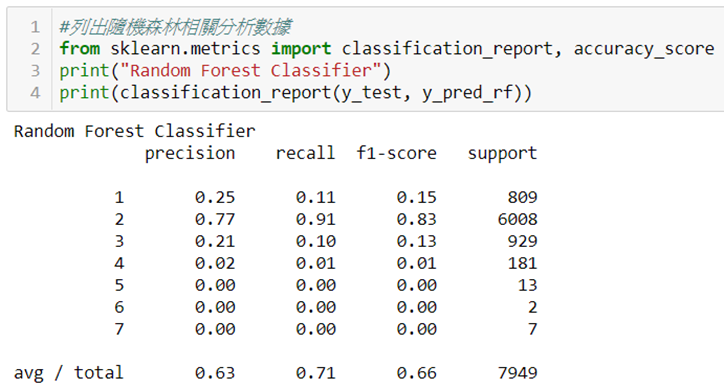 1 #列出隨機森林相關分析數據
2 from sklearn.metrics import classification_report, accuracy_score
3 print("Random Forest Classifier")
4 print(classification_report(y_test, y_pred_rf))
Random Forest Classifier
precision recall f1-score support
1 0.25 0.11 0.15 809
2 0.77 0.91 0.83 6008
3 0.21 0.10 0.13 929
4 0.02 0.01 0.01 181
5 0.00 0.00 0.00 13
6 0.00 0.00 0.00 2
7 0.00 0.00 0.00 7
avg / total 0.63 0.71 0.66 7949